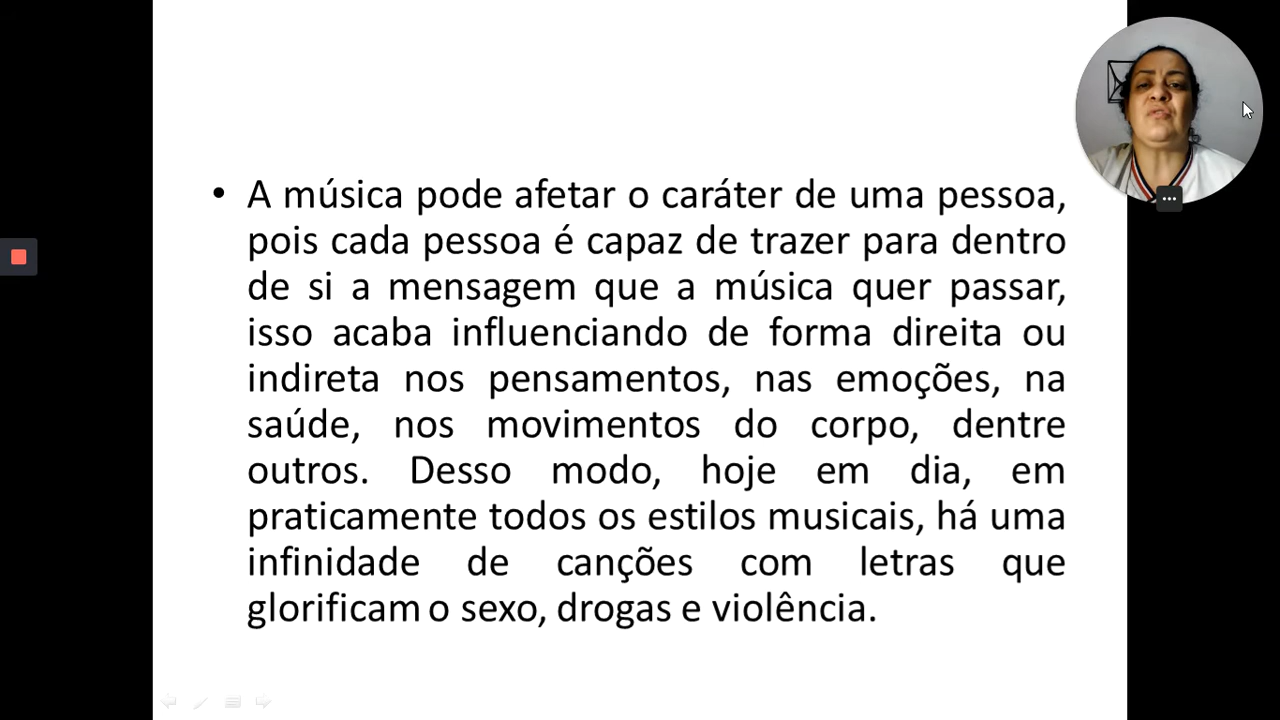 • A música pode afetar o caráter de uma pessoa,
pois cada pessoa é capaz de trazer para dentro
de si a mensagem que a música quer passar,
isso acaba influenciando de forma direita ou
indireta nos pensamentos, nas emoções, na
saúde, nos movimentos do corpo, dentre
outros. Desso modo, hoje em dia, em
praticamente todos os estilos musicais, há uma
infinidade de canções com letras que
glorificam o sexo, drogas e violência.